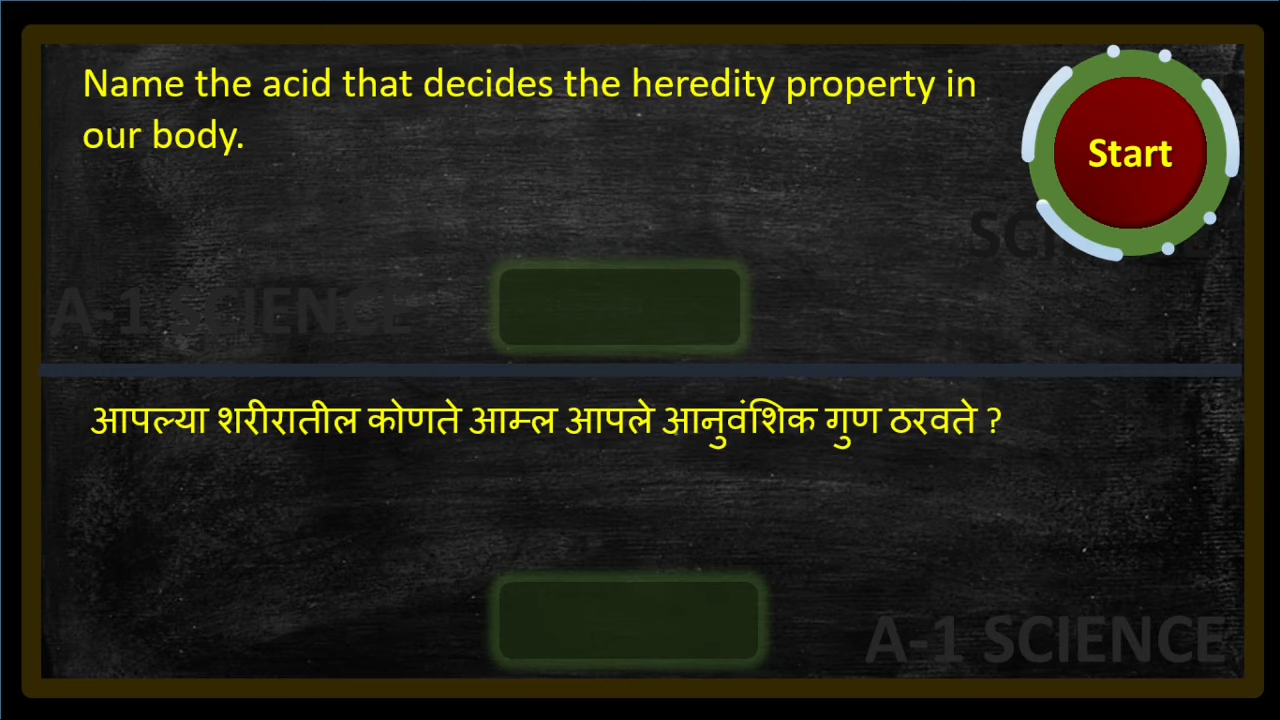 Name the acid that decides the heredity property in
our body.
Start
A-1 SCIENCE
आपल्या शरीरातील कोणते आम्ल आपले आनुवंशिक गुण ठरवते ?
A-1 SCIENCE